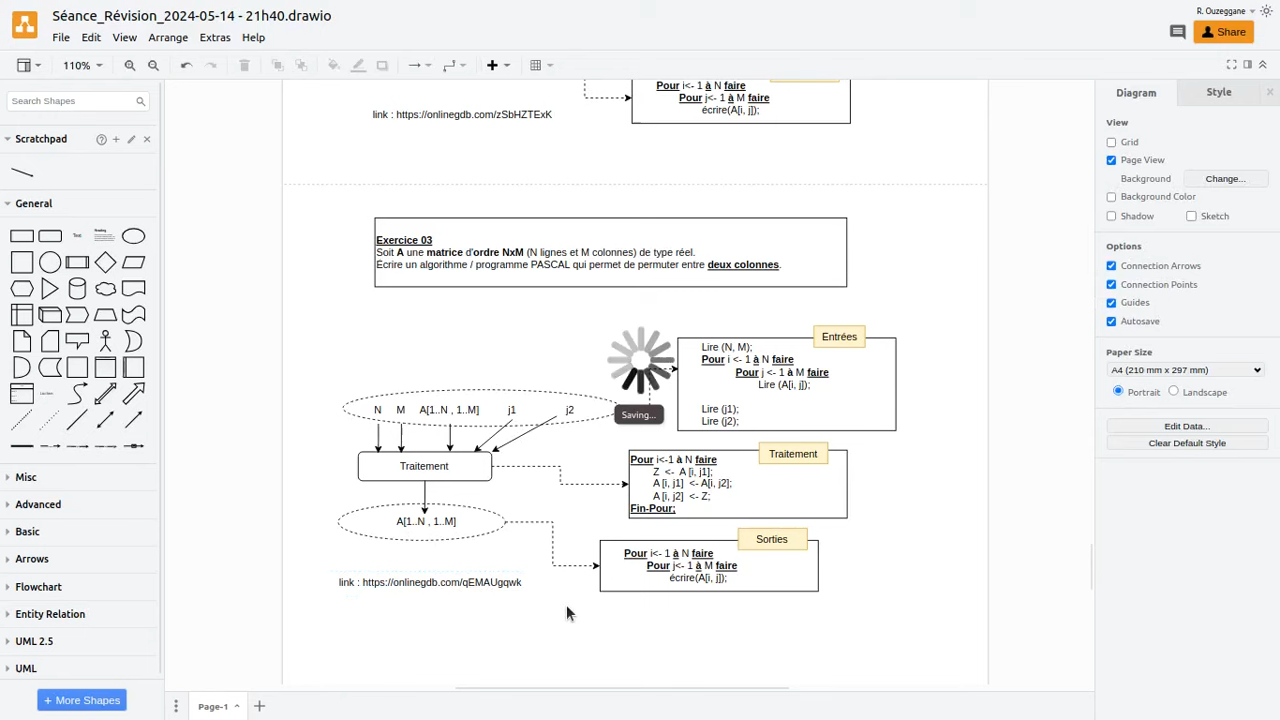 Séance_Révision_2024-05-14 - 21h40.drawio
R. Ouzeggane
File Edit View Arrange Extras Help
Share
110%
Search Shapes
Scratchpad
General
Text
Heading
List Item
Misc
Advanced
Basic
Arrows
Flowchart
Entity Relation
UML 2.5
UML
+ More Shapes
Pour i<- 1 à N faire
Pour j<- 1 à M faire
écrire(A[i, j]);
link : https://onlinegdb.com/zSbHZTExK
Exercice 03
Soit A une matrice d'ordre NxM (N lignes et M colonnes) de type réel.
Écrire un algorithme / programme PASCAL qui permet de permuter entre deux colonnes.
Entrées
Lire (N, M);
Pour i <- 1 à N faire
Pour j <- 1 à M faire
Lire (A[i, j]);
Lire (j1);
Lire (j2);
Saving...
N M A[1..N , 1..M] j1 j2
Traitement
Traitement
Pour i<-1 à N faire
Z <- A [i, j1];
A [i, j1] <- A[i, j2];
A [i, j2] <- Z;
Fin-Pour;
A[1..N , 1..M]
Sorties
Pour i<- 1 à N faire
Pour j<- 1 à M faire
écrire(A[i, j]);
link : https://onlinegdb.com/qEMAUgqwk
Page-1
Diagram Style
View
Grid
Page View
Background Change...
Background Color
Shadow Sketch
Options
Connection Arrows
Connection Points
Guides
Autosave
Paper Size
A4 (210 mm x 297 mm)
Portrait Landscape
Edit Data...
Clear Default Style